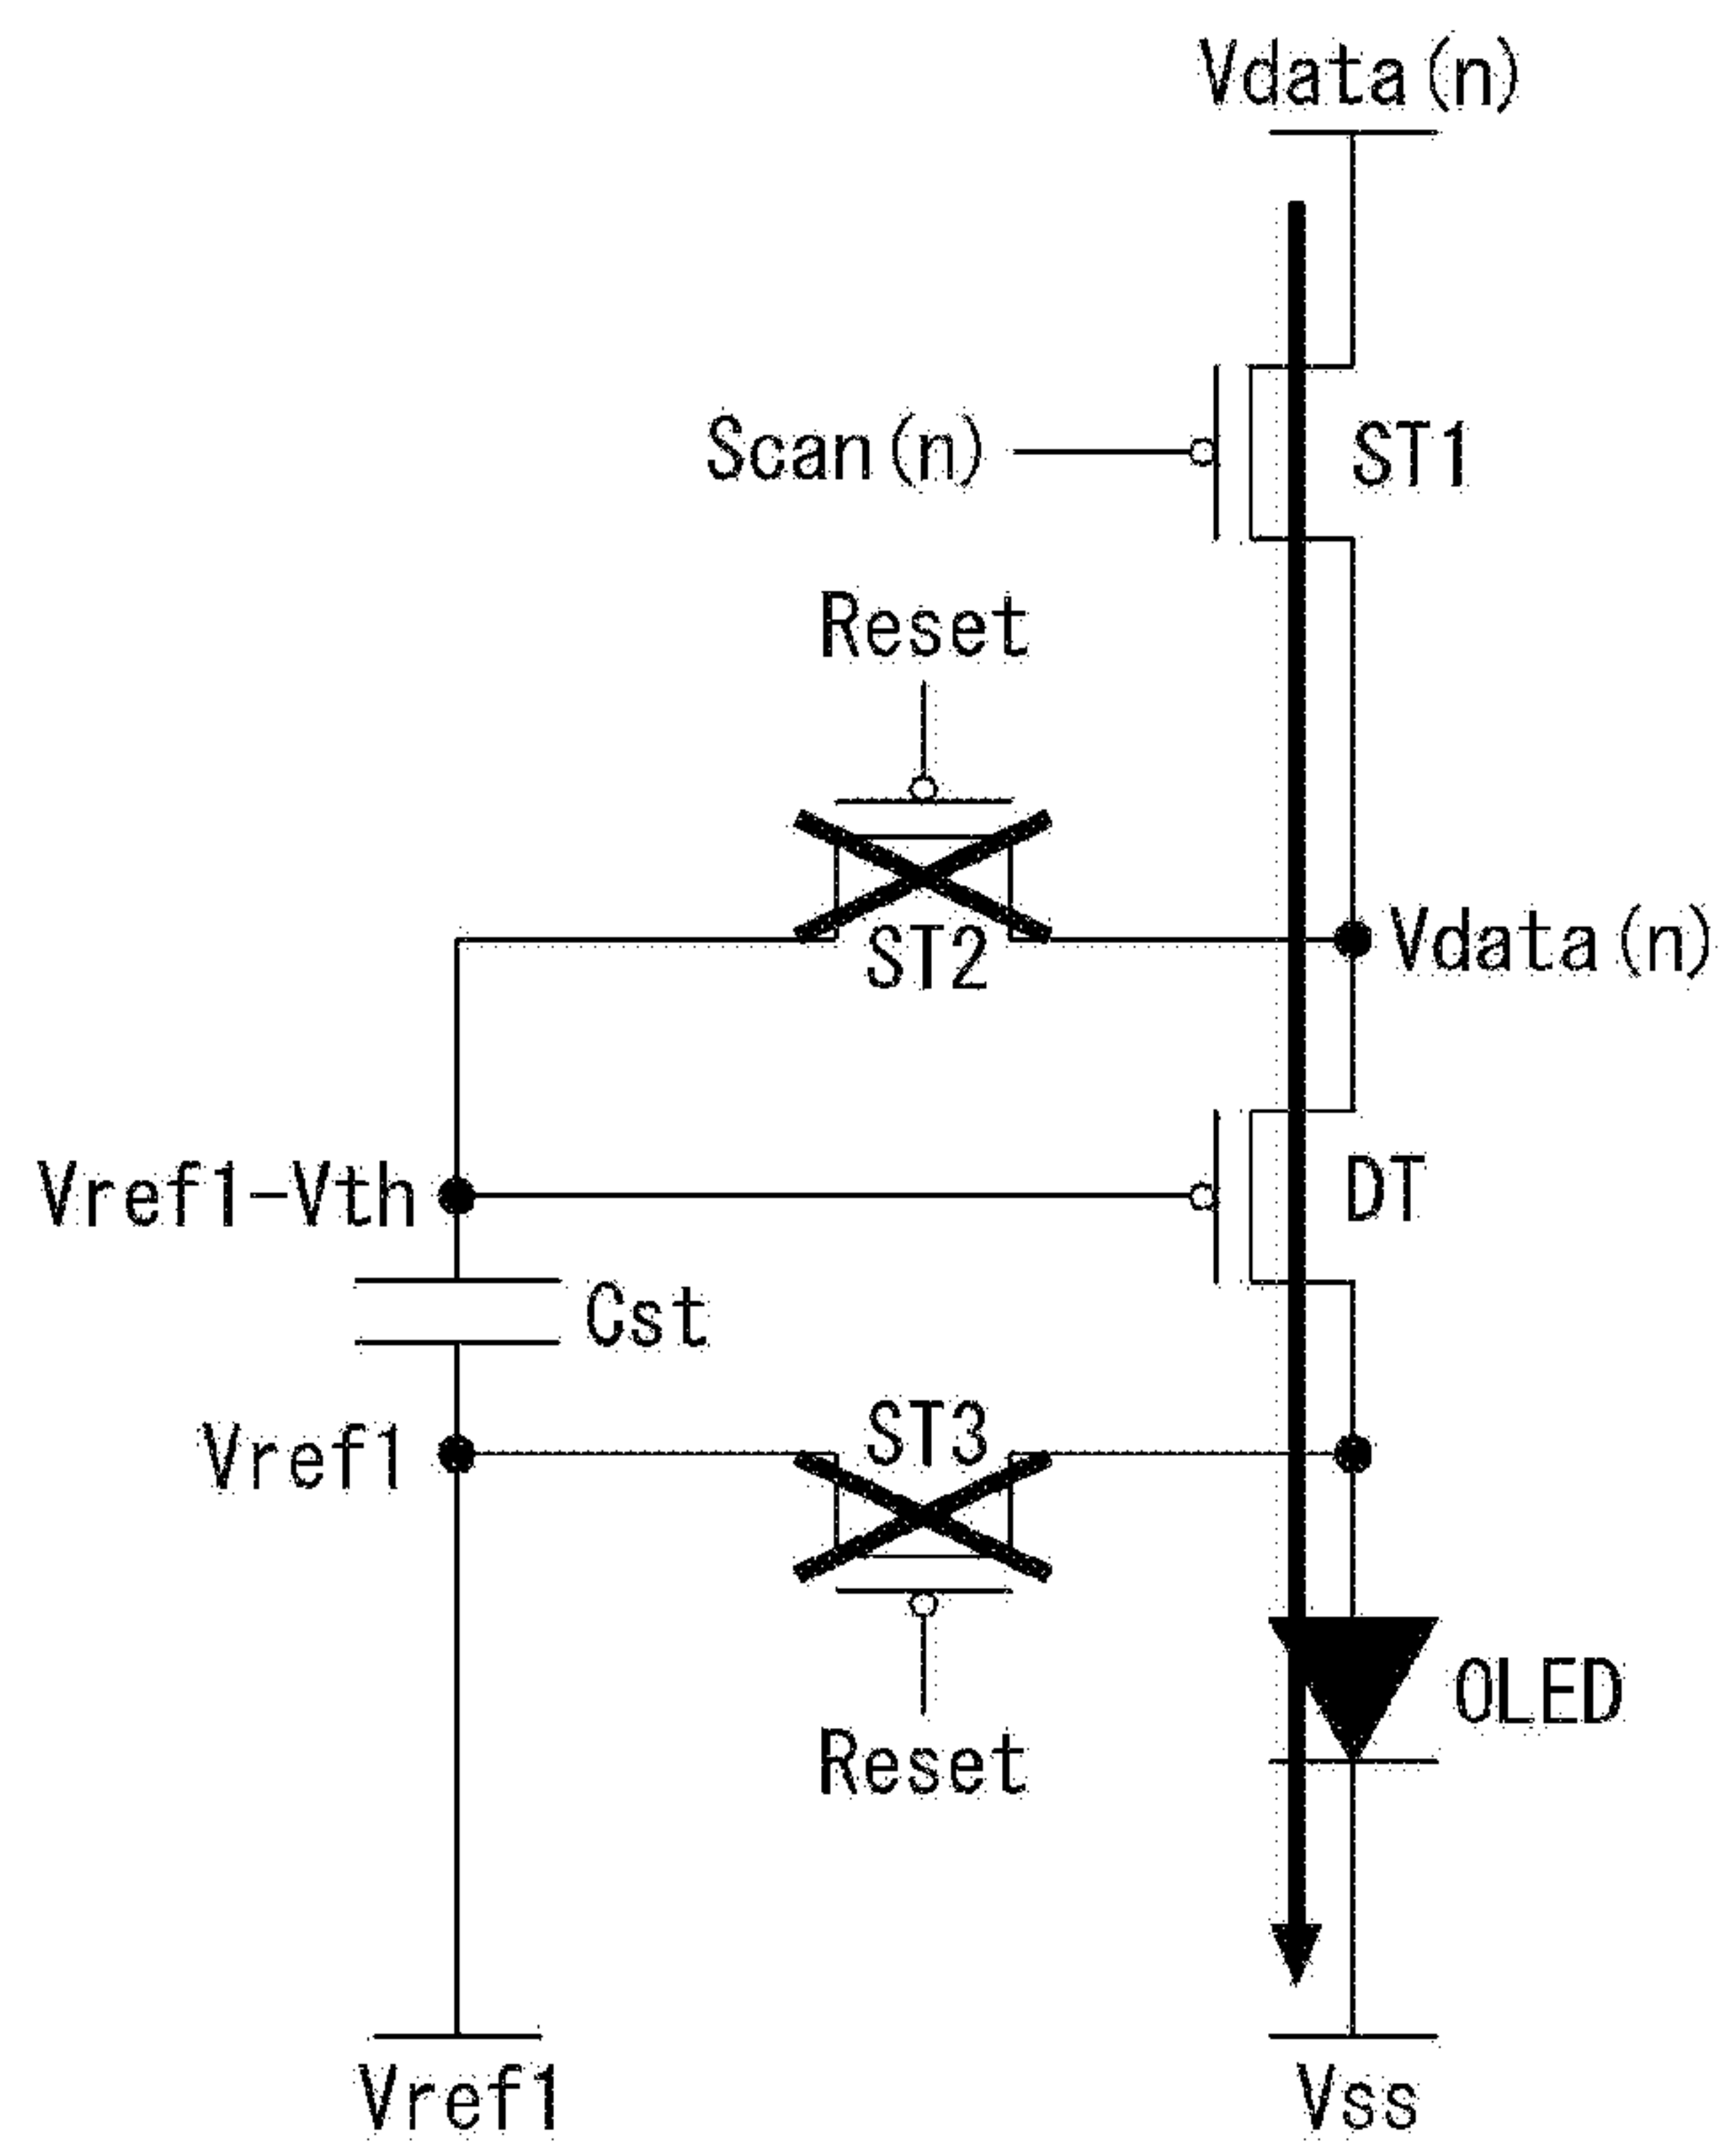 Vdata(n)
Scan(n)
ST1
Reset
ST2
Vdata(n)
Vref1-Vth
DT
Cst
Vref1
ST3
OLED
Reset
Vref1
Vss